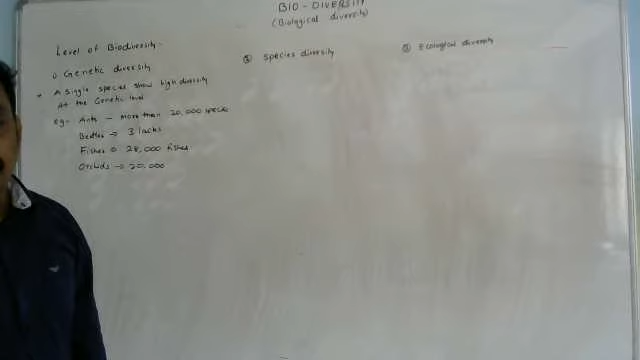 BIO - DIVERSITY
(Biological diversity)
Level of Biodiversity -
① Genetic diversity
* A single species show high diversity
At the Genetic level
eg - Ants - more than 20,000 species
Beetles → 3 lacks
Fishes → 28,000 fishes
Orchids → 20,000
② Species diversity
③ Ecological diversity